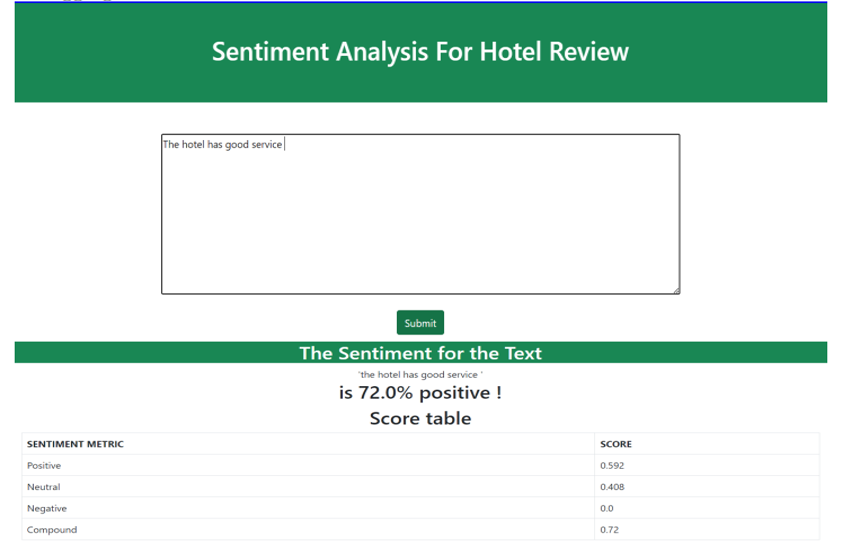 Sentiment Analysis For Hotel Review
The hotel has good service
Submit
The Sentiment for the Text
'the hotel has good service '
is 72.0% positive !
Score table
SENTIMENT METRIC SCORE
Positive 0.592
Neutral 0.408
Negative 0.0
Compound 0.72